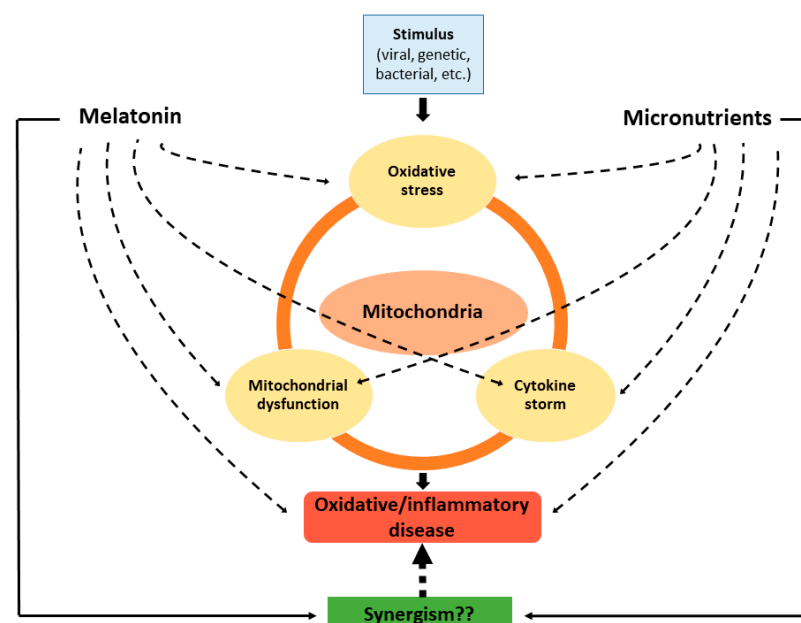 Stimulus
(viral, genetic,
bacterial, etc.)
Melatonin
Micronutrients
Oxidative
stress
Mitochondria
Mitochondrial
dysfunction
Cytokine
storm
Oxidative/inflammatory
disease
Synergism??